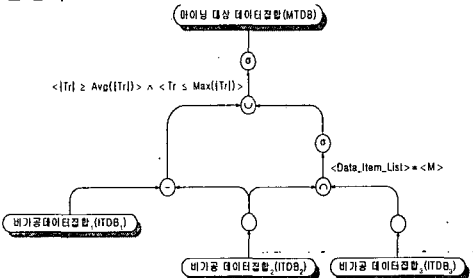 마이닝 대상 데이터집합(MTDB)
σ
<|Tr| ≥ Avg(|Tr|)> ∧ <Tr ≤ Max(|Tr|)>
∪
σ
<Data_Item_List> = <M>
-
∩
비가공데이터집합₁(ITDB₁)
비가공 데이터집합₂(ITDB₂)
비가공 데이터집합₃(ITDB₃)